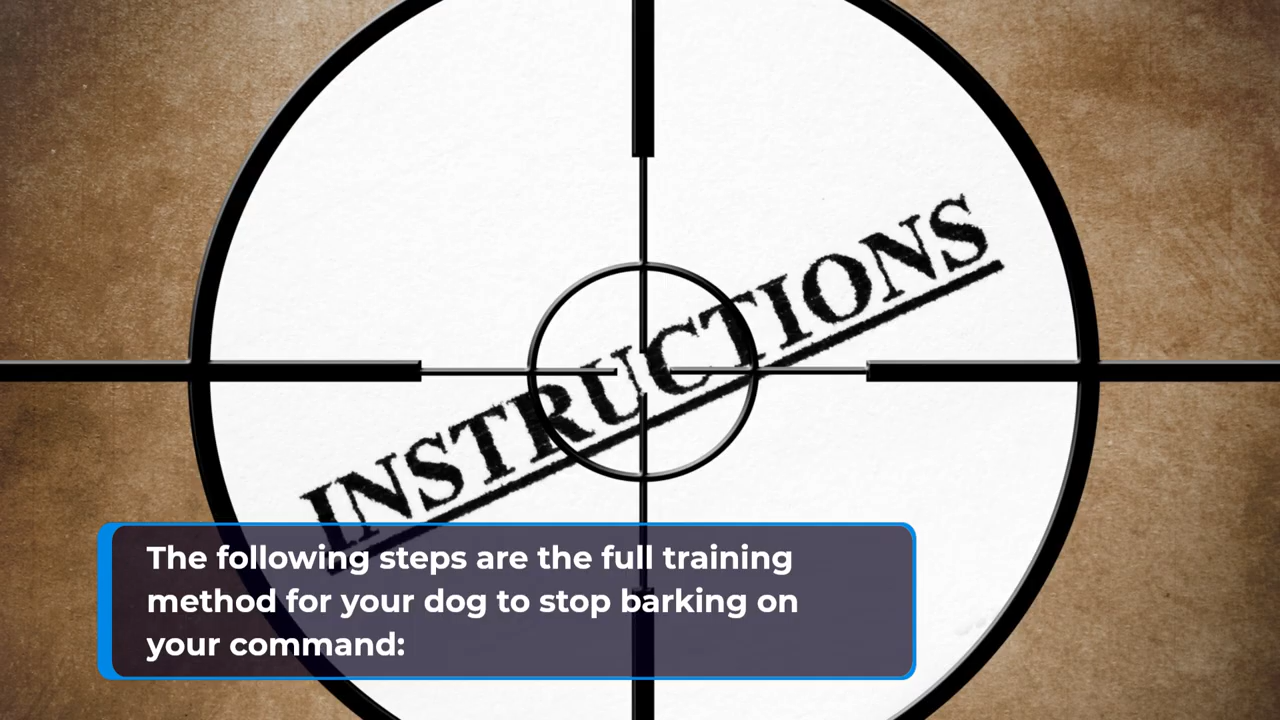 INSTRUCTIONS
The following steps are the full training
method for your dog to stop barking on
your command: